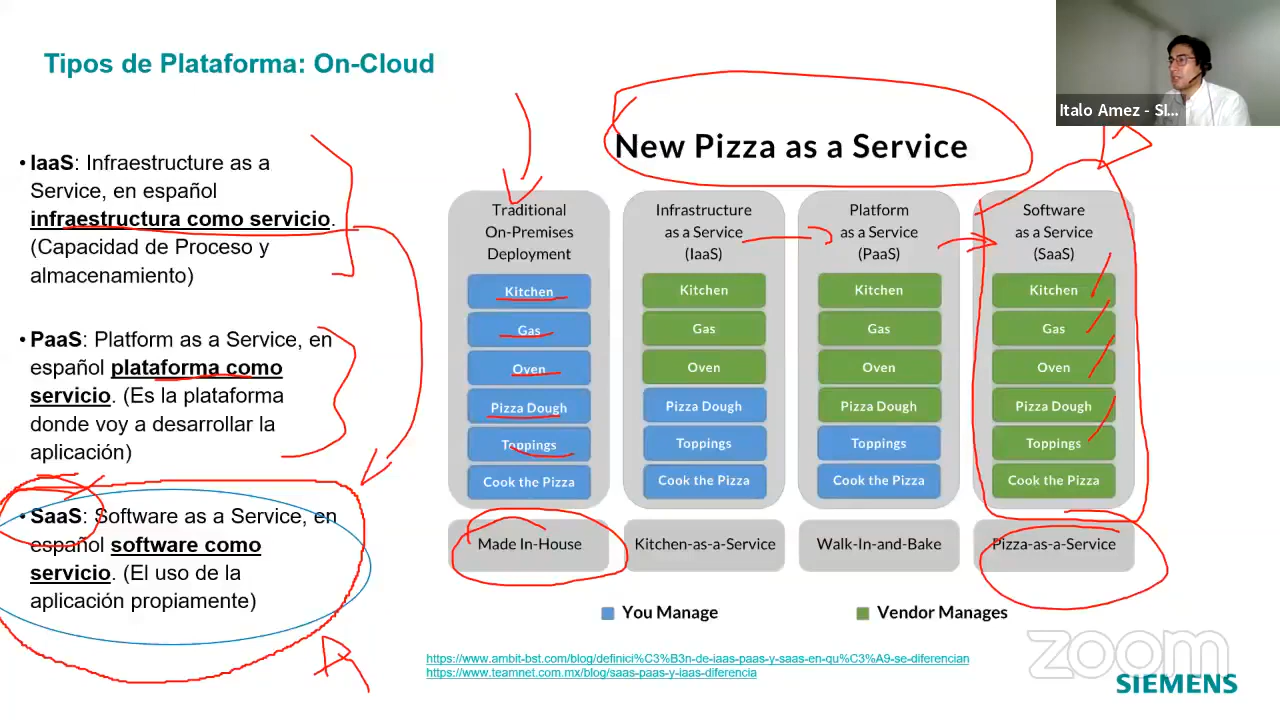 Tipos de Plataforma: On-Cloud
Italo Amez - SI...
• IaaS: Infraestructure as a
Service, en español
infraestructura como servicio.
(Capacidad de Proceso y
almacenamiento)
• PaaS: Platform as a Service, en
español plataforma como
servicio. (Es la plataforma
donde voy a desarrollar la
aplicación)
• SaaS: Software as a Service, en
español software como
servicio. (El uso de la
aplicación propiamente)
New Pizza as a Service
Traditional
On-Premises
Deployment
Kitchen
Gas
Oven
Pizza Dough
Toppings
Cook the Pizza
Made In-House
Infrastructure
as a Service
(IaaS)
Kitchen
Gas
Oven
Pizza Dough
Toppings
Cook the Pizza
Kitchen-as-a-Service
Platform
as a Service
(PaaS)
Kitchen
Gas
Oven
Pizza Dough
Toppings
Cook the Pizza
Walk-In-and-Bake
Software
as a Service
(SaaS)
Kitchen
Gas
Oven
Pizza Dough
Toppings
Cook the Pizza
Pizza-as-a-Service
You Manage
Vendor Manages
https://www.ambit-bst.com/blog/definici%C3%B3n-de-iaas-paas-y-saas-en-qu%C3%A9-se-diferencian
https://www.teamnet.com.mx/blog/saas-paas-y-iaas-diferencia
zoom
SIEMENS